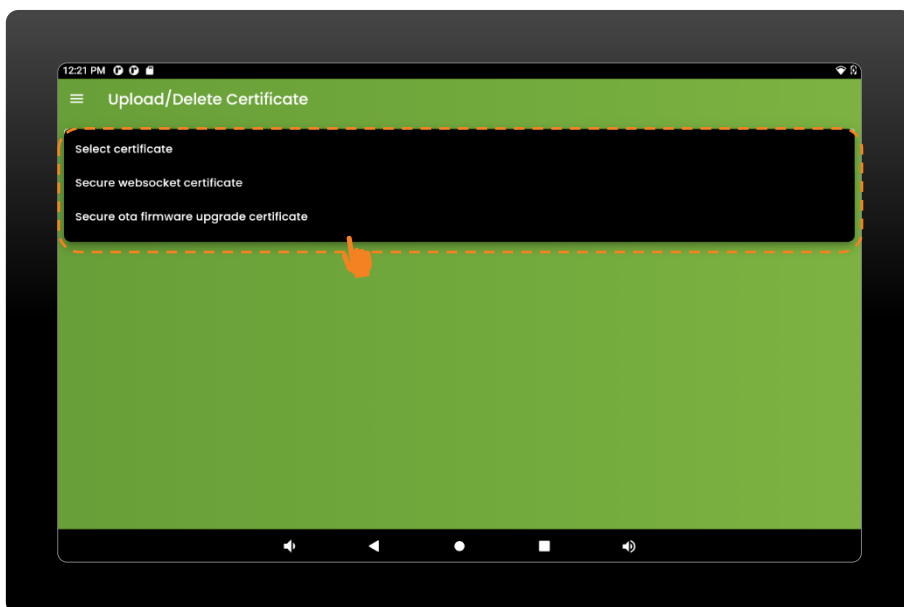 12:21 PM
Upload/Delete Certificate
Select certificate
Secure websocket certificate
Secure ota firmware upgrade certificate